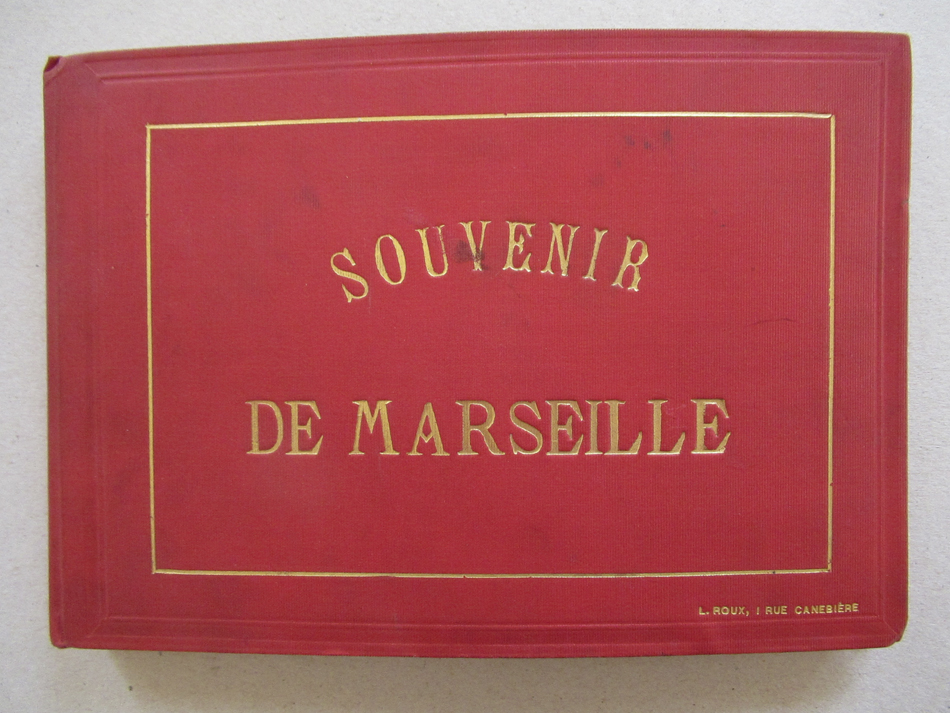 SOUVENIR
DE MARSEILLE
L. ROUX, 1 RUE CANEBIÈRE